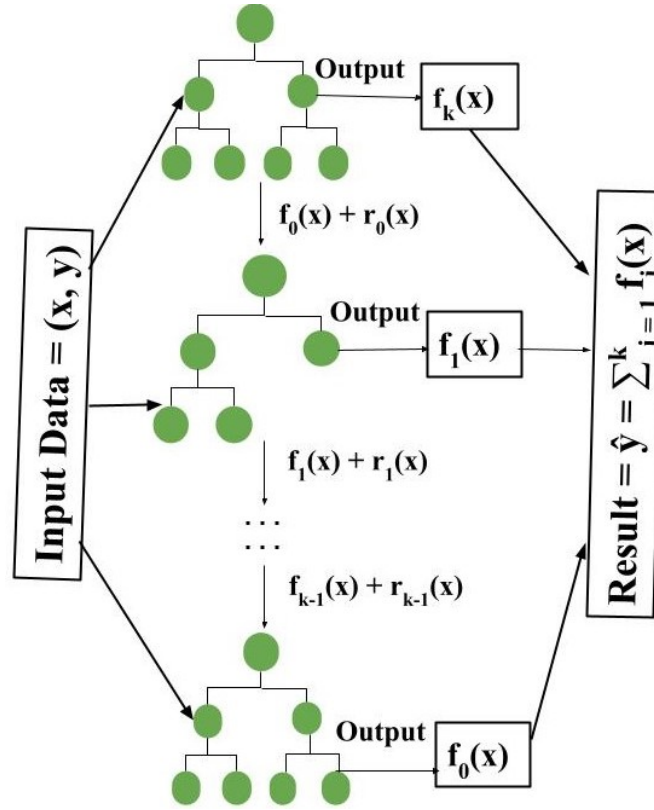 Output
f_k(x)
f_0(x) + r_0(x)
Input Data = (x, y)
Output
f_1(x)
Result = ŷ = ∑^k_{i = 1} f_i(x)
f_1(x) + r_1(x)
. . .
. . .
f_{k-1}(x) + r_{k-1}(x)
Output
f_0(x)